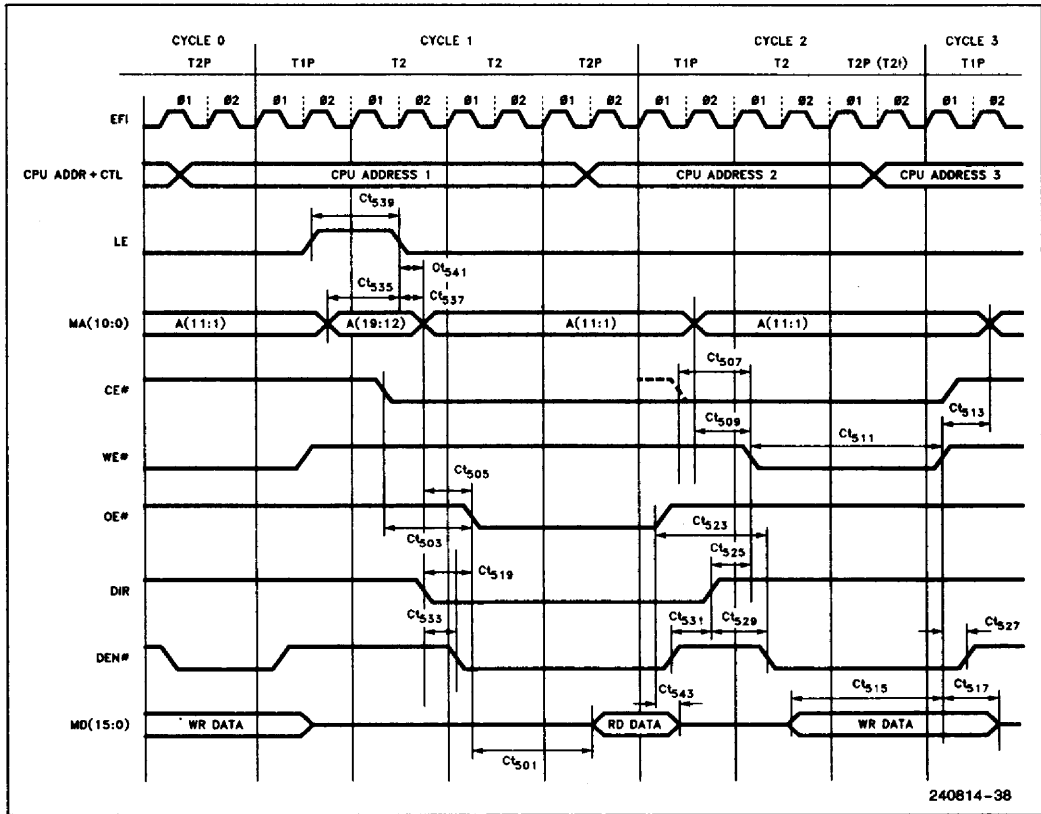 CYCLE 0 CYCLE 1 CYCLE 2 CYCLE 3
T2P T1P T2 T2 T2P T1P T2 T2P (T2i) T1P
EFI Ø1 Ø2 Ø1 Ø2 Ø1 Ø2 Ø1 Ø2 Ø1 Ø2 Ø1 Ø2 Ø1 Ø2 Ø1 Ø2 Ø1 Ø2
CPU ADDR+CTL CPU ADDRESS 1 CPU ADDRESS 2 CPU ADDRESS 3
Ct539
LE
Ot541
Ct535 Ct537
MA(10:0) A(11:1) A(19:12) A(11:1) A(11:1)
Ct507
CE#
Ct509 Ct511 Ct513
WE#
Ct505
OE#
Ct503 Ct523
Ct519 Ct525
DIR
Ct533 Ct531 Ct529 Ct527
DEN#
Ct543 Ct515 Ct517
MD(15:0) WR DATA RD DATA WR DATA
Ct501
240814-38